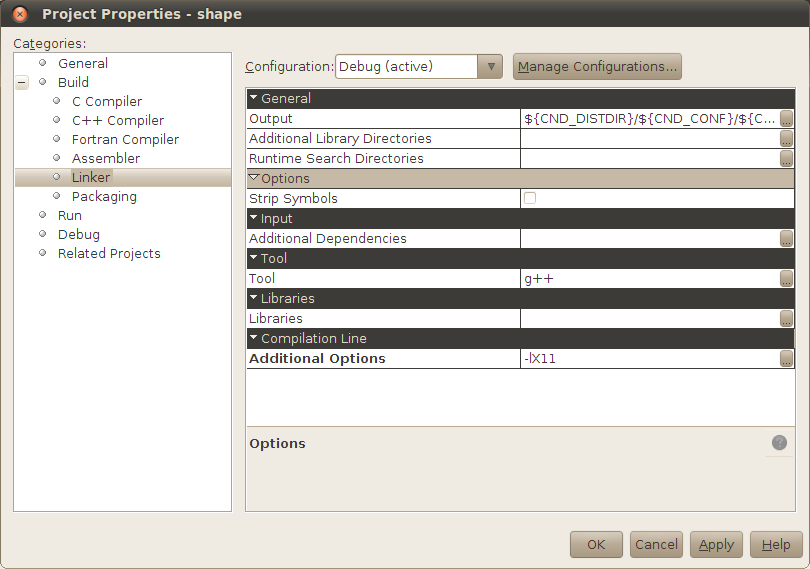 Project Properties - shape
Categories:
General
Build
C Compiler
C++ Compiler
Fortran Compiler
Assembler
Linker
Packaging
Run
Debug
Related Projects
Configuration: Debug (active) Manage Configurations...
General
Output ${CND_DISTDIR}/${CND_CONF}/${C... ...
Additional Library Directories ...
Runtime Search Directories ...
Options
Strip Symbols
Input
Additional Dependencies ...
Tool
Tool g++ ...
Libraries
Libraries ...
Compilation Line
Additional Options -lX11 ...
Options ?
OK Cancel Apply Help